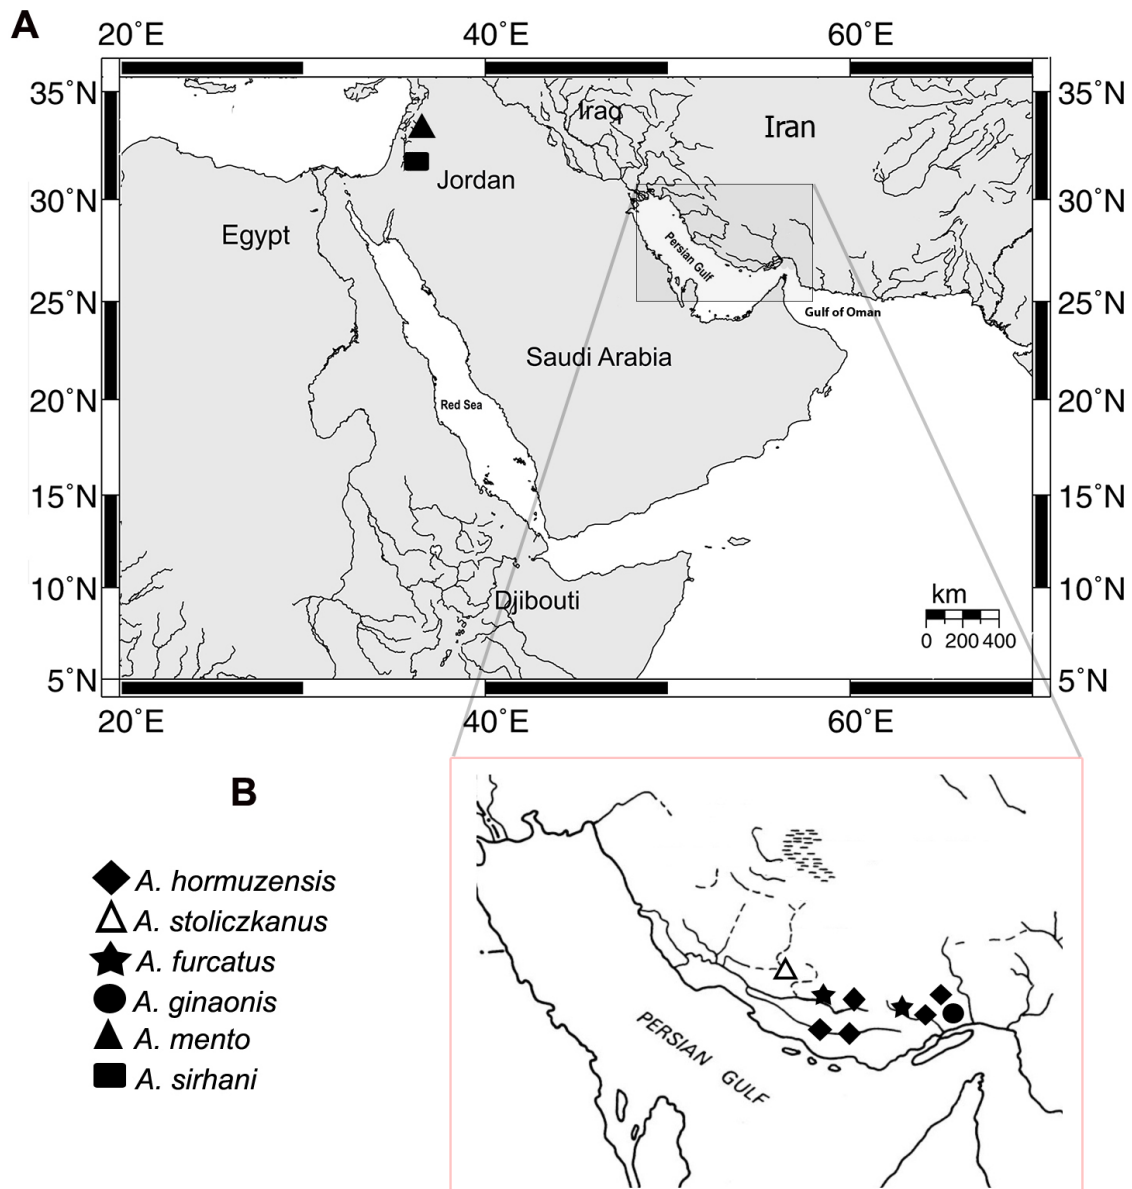 A
20°E 40°E 60°E
35°N 35°N
Iraq
Iran
Jordan
30°N 30°N
Egypt
Persian Gulf
25°N 25°N
Gulf of Oman
Saudi Arabia
20°N 20°N
Red Sea
15°N 15°N
10°N 10°N
Djibouti
km
0 200 400
5°N 5°N
20°E 40°E 60°E
B
A. hormuzensis
A. stoliczkanus
A. furcatus
A. ginaonis
A. mento
A. sirhani
PERSIAN GULF